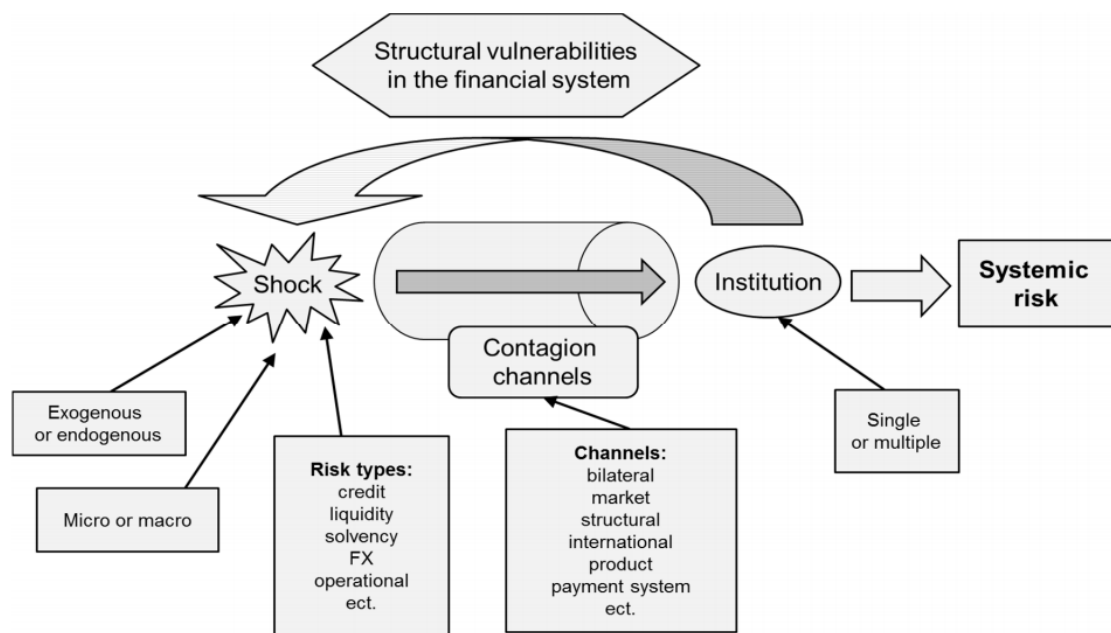 Structural vulnerabilities
in the financial system
Shock
Institution
Systemic
risk
Contagion
channels
Exogenous
or endogenous
Micro or macro
Risk types:
credit
liquidity
solvency
FX
operational
ect.
Channels:
bilateral
market
structural
international
product
payment system
ect.
Single
or multiple